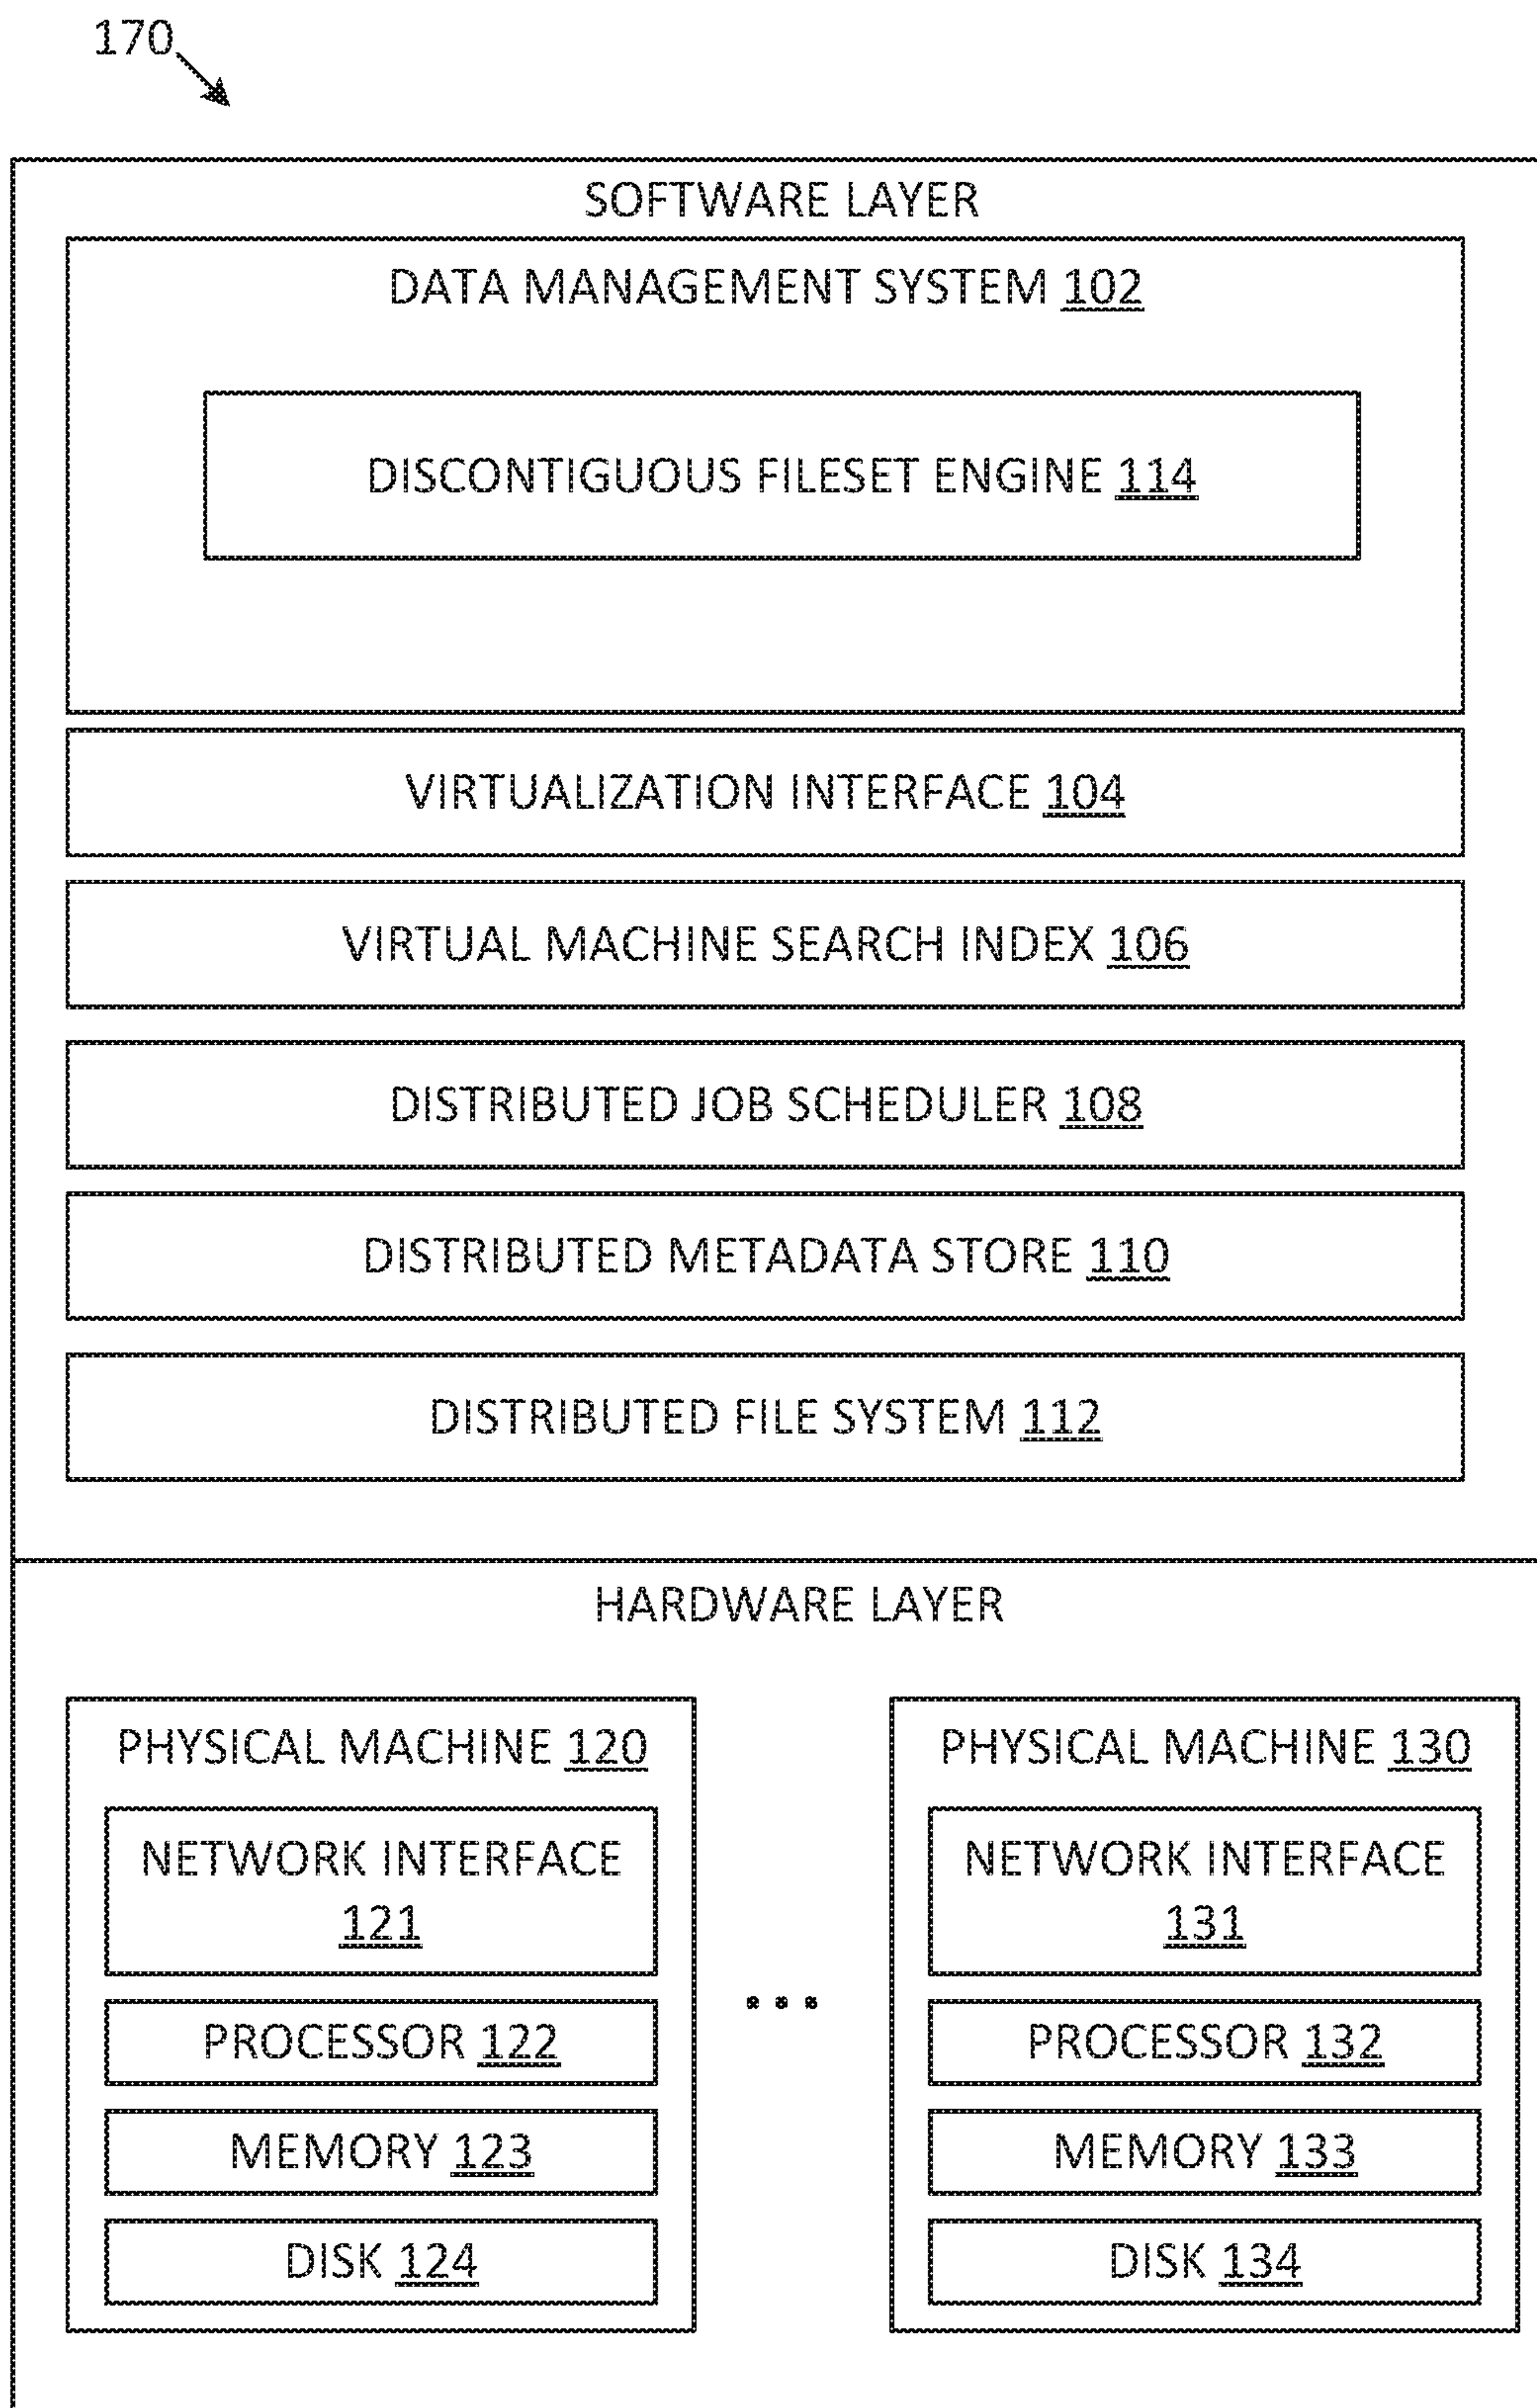 170
SOFTWARE LAYER
DATA MANAGEMENT SYSTEM 102
DISCONTIGUOUS FILESET ENGINE 114
VIRTUALIZATION INTERFACE 104
VIRTUAL MACHINE SEARCH INDEX 106
DISTRIBUTED JOB SCHEDULER 108
DISTRIBUTED METADATA STORE 110
DISTRIBUTED FILE SYSTEM 112
HARDWARE LAYER
PHYSICAL MACHINE 120
NETWORK INTERFACE
121
PROCESSOR 122
MEMORY 123
DISK 124
...
PHYSICAL MACHINE 130
NETWORK INTERFACE
131
PROCESSOR 132
MEMORY 133
DISK 134